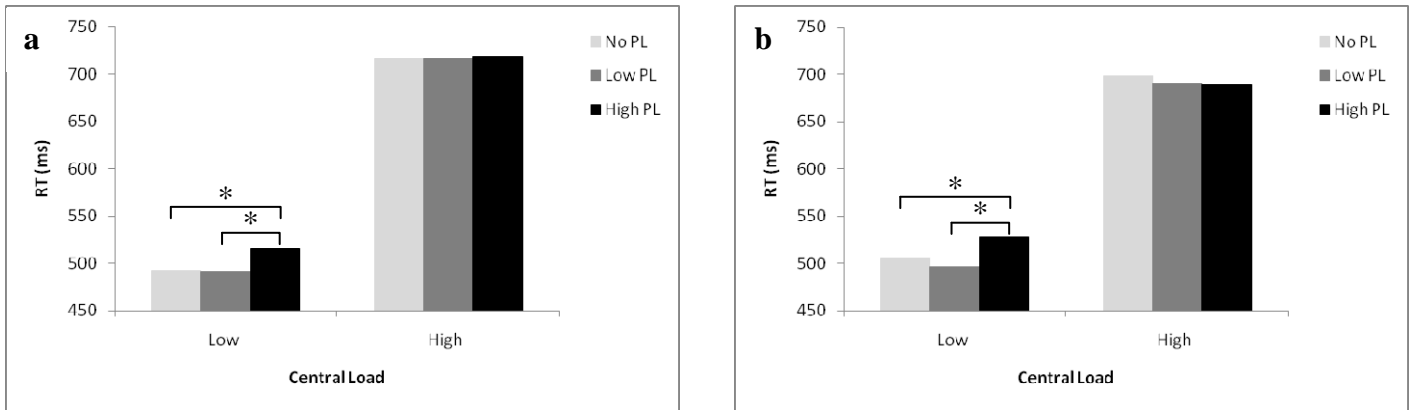 a
750
700
650
600
550
500
450
RT (ms)
*
*
Low
High
Central Load
No PL
Low PL
High PL
b
750
700
650
600
550
500
450
RT (ms)
*
*
Low
High
Central Load
No PL
Low PL
High PL